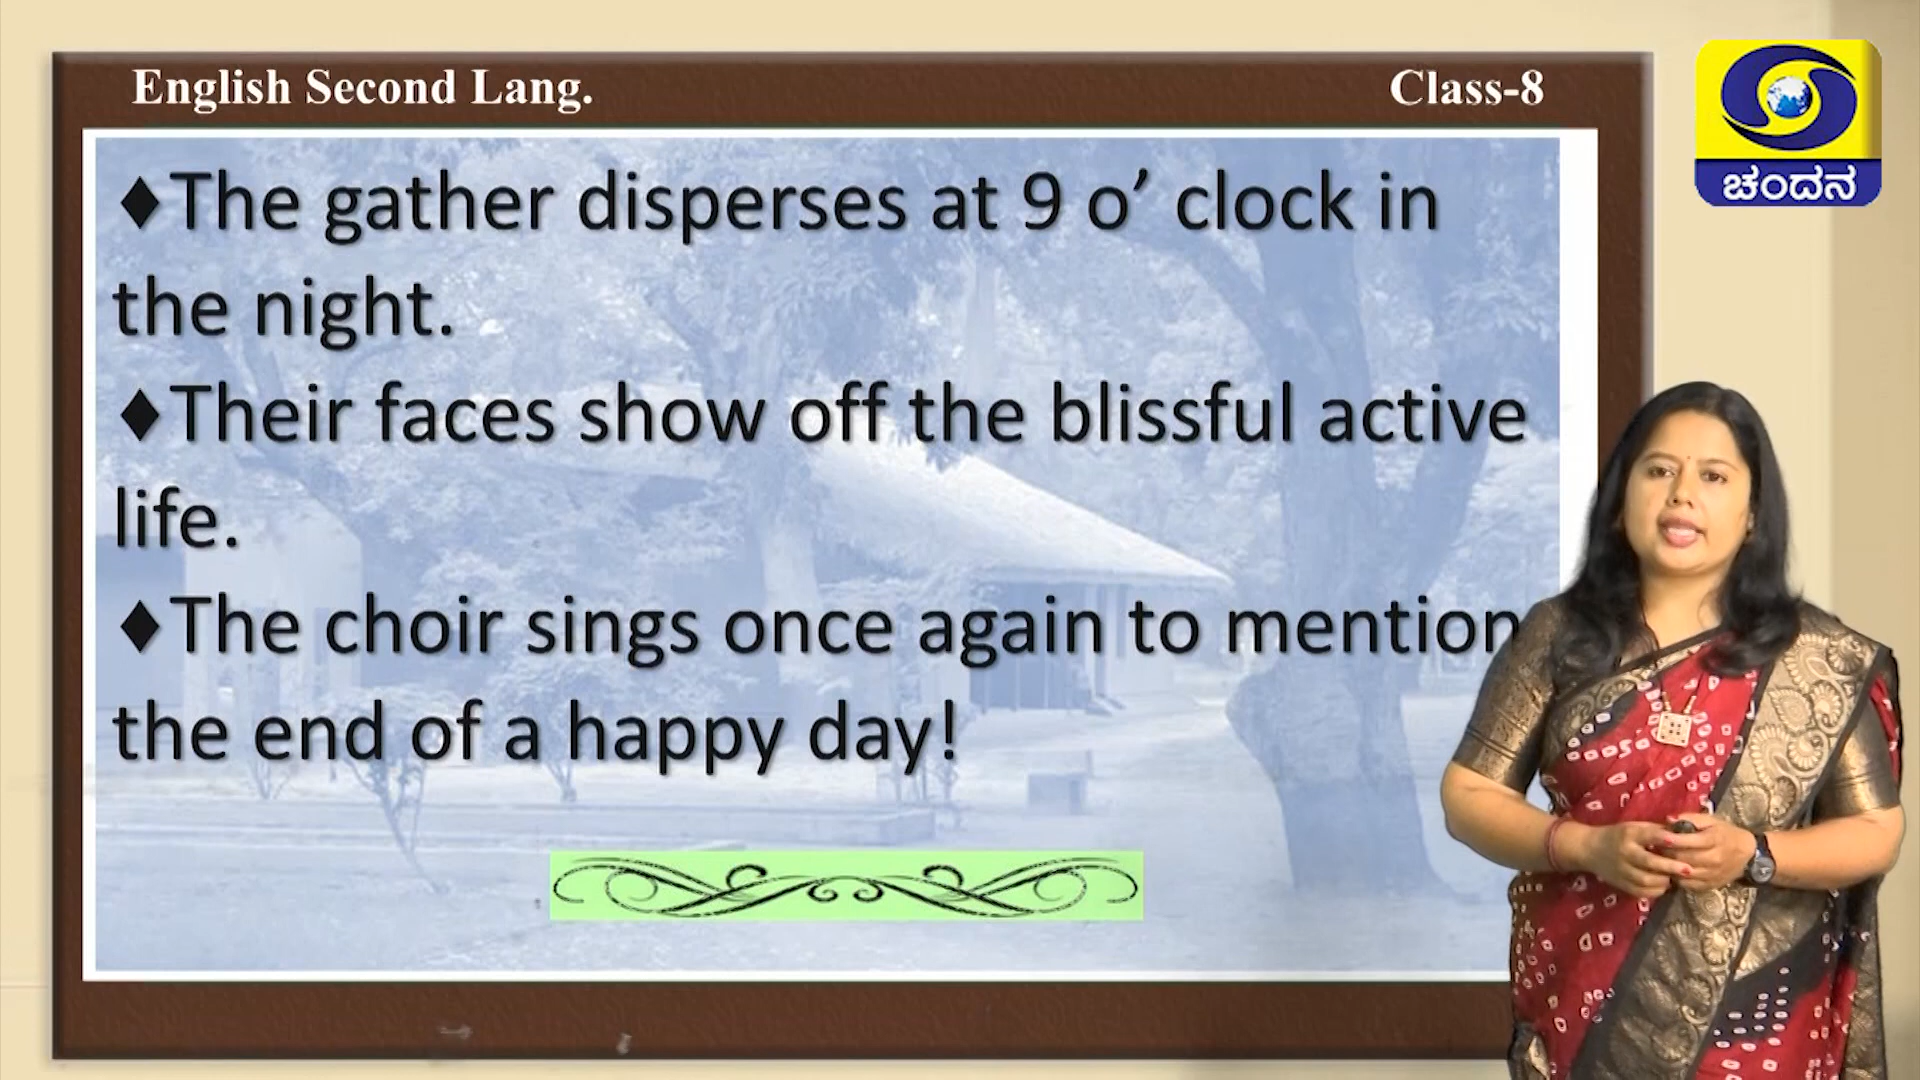 English Second Lang.
Class-8
ಚಂದನ
♦The gather disperses at 9 o’ clock in
the night.
♦Their faces show off the blissful active
life.
♦The choir sings once again to mention
the end of a happy day!